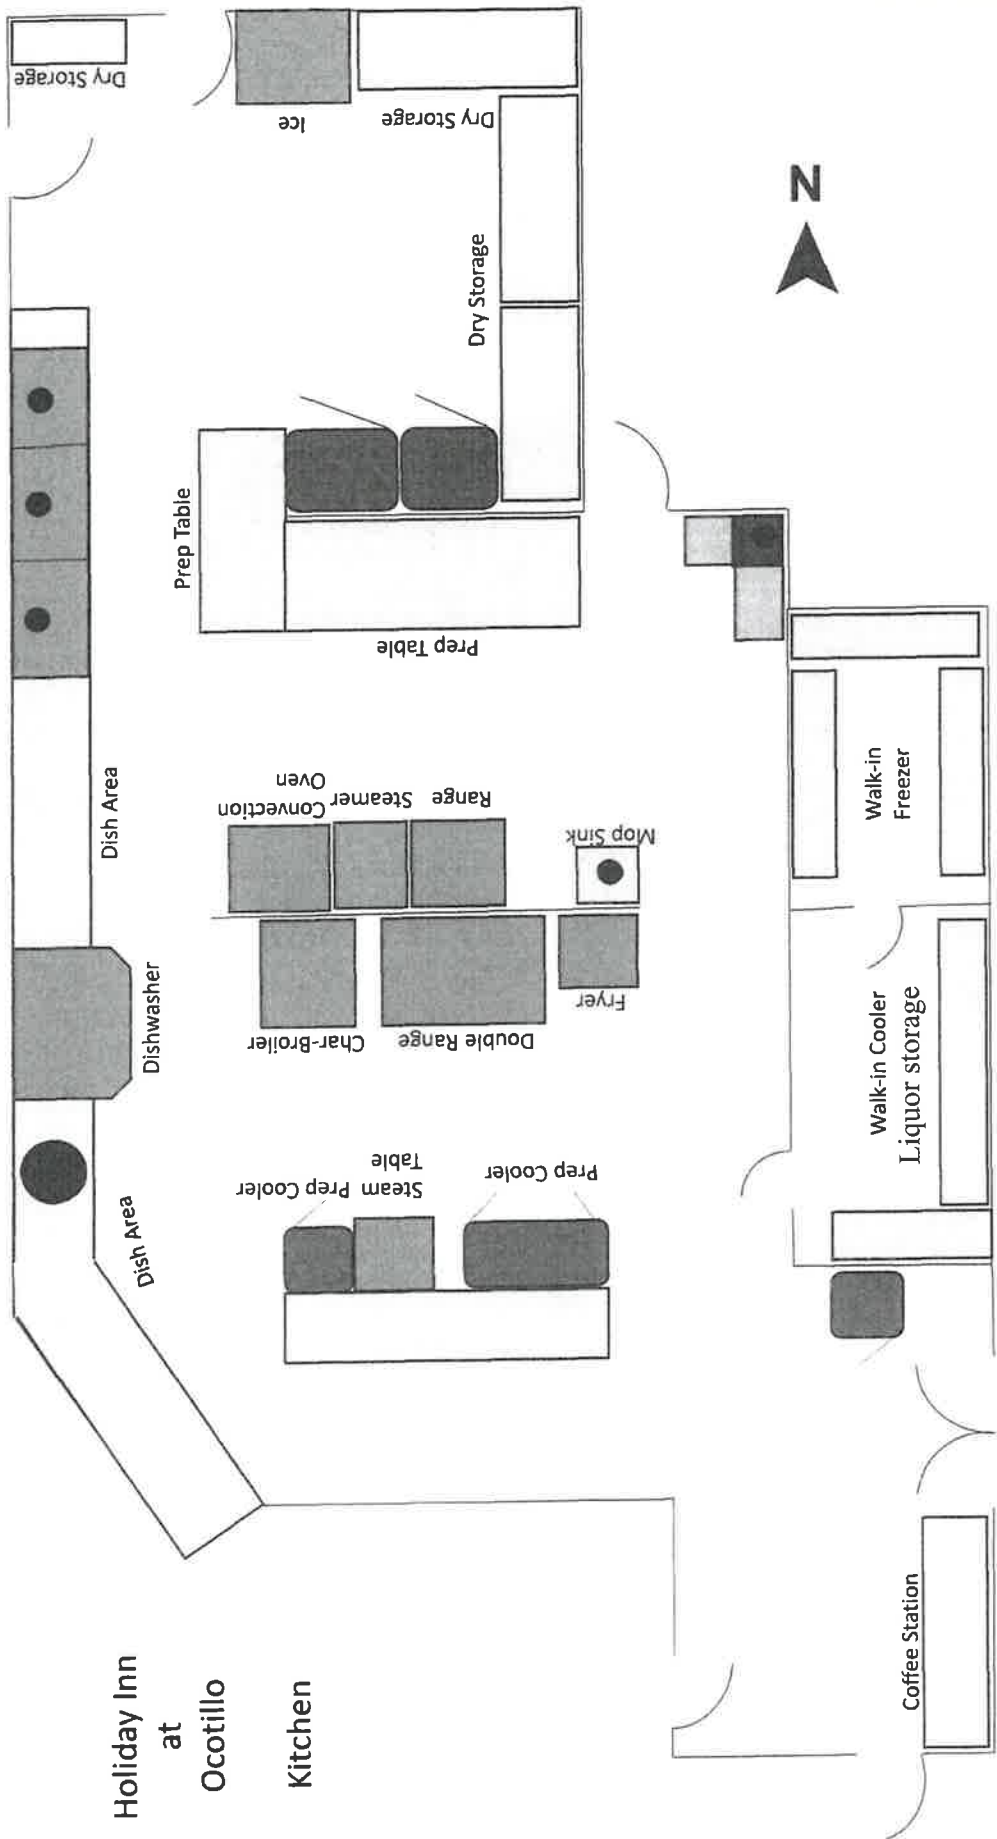 Holiday Inn
at
Ocotillo
Kitchen
Dry Storage
Ice
Dry Storage
Dry Storage
N
Prep Table
Prep Table
Dish Area
Convection
Oven
Steamer
Range
Mop Sink
Walk-in
Freezer
Dishwasher
Char-Broiler
Double Range
Fryer
Walk-in Cooler
Liquor storage
Dish Area
Prep Cooler
Steam
Table
Prep Cooler
Coffee Station